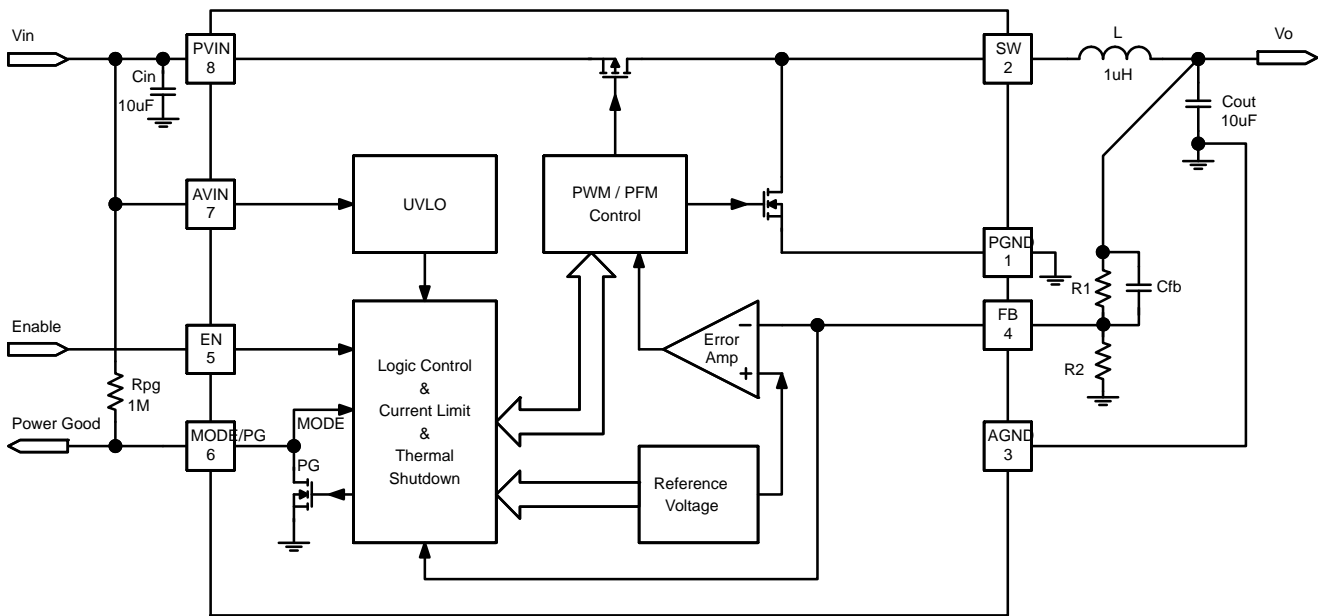 Vin
PVIN
8
Cin
10uF
SW
2
L
1uH
Vo
Cout
10uF
AVIN
7
UVLO
PWM / PFM
Control
PGND
1
R1
Cfb
Enable
EN
5
FB
4
Error
Amp
R2
Rpg
1M
Logic Control
&
Current Limit
&
Thermal
Shutdown
Power Good
MODE/PG
6
MODE
PG
AGND
3
Reference
Voltage